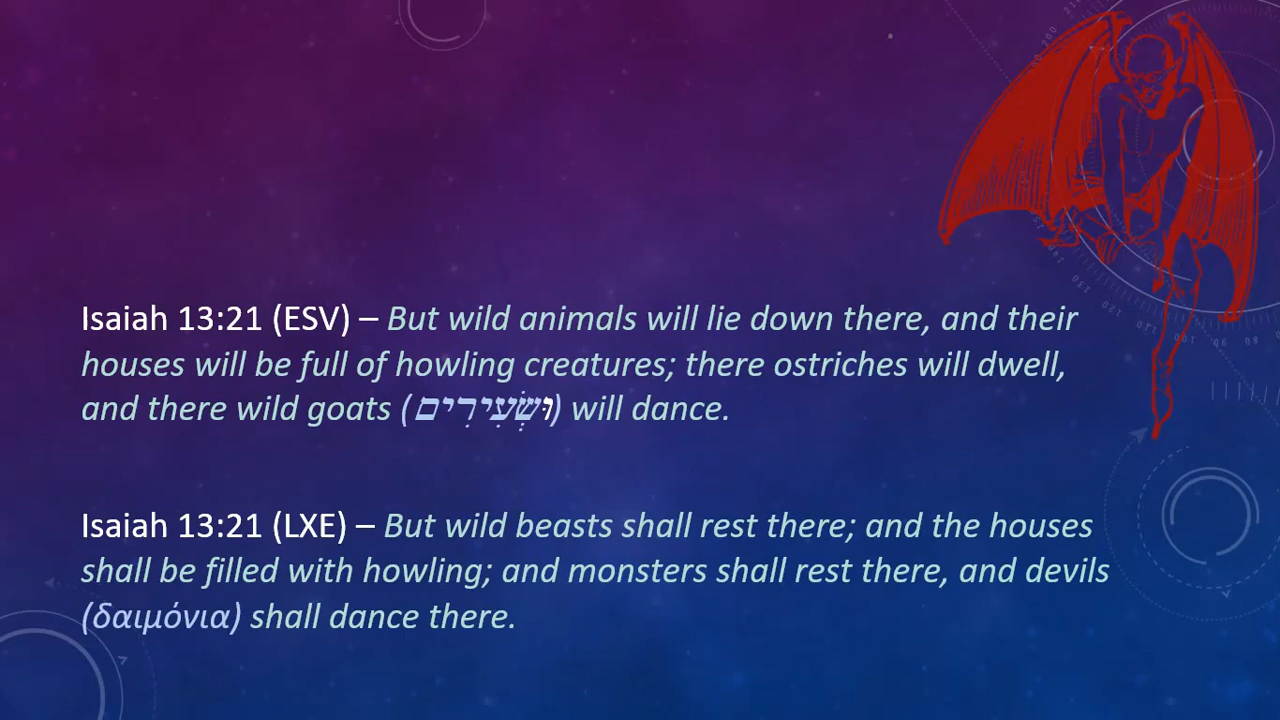 Isaiah 13:21 (ESV) – But wild animals will lie down there, and their
houses will be full of howling creatures; there ostriches will dwell,
and there wild goats (וּשְׂעִירִים) will dance.
Isaiah 13:21 (LXE) – But wild beasts shall rest there; and the houses
shall be filled with howling; and monsters shall rest there, and devils
(δαιμόνια) shall dance there.